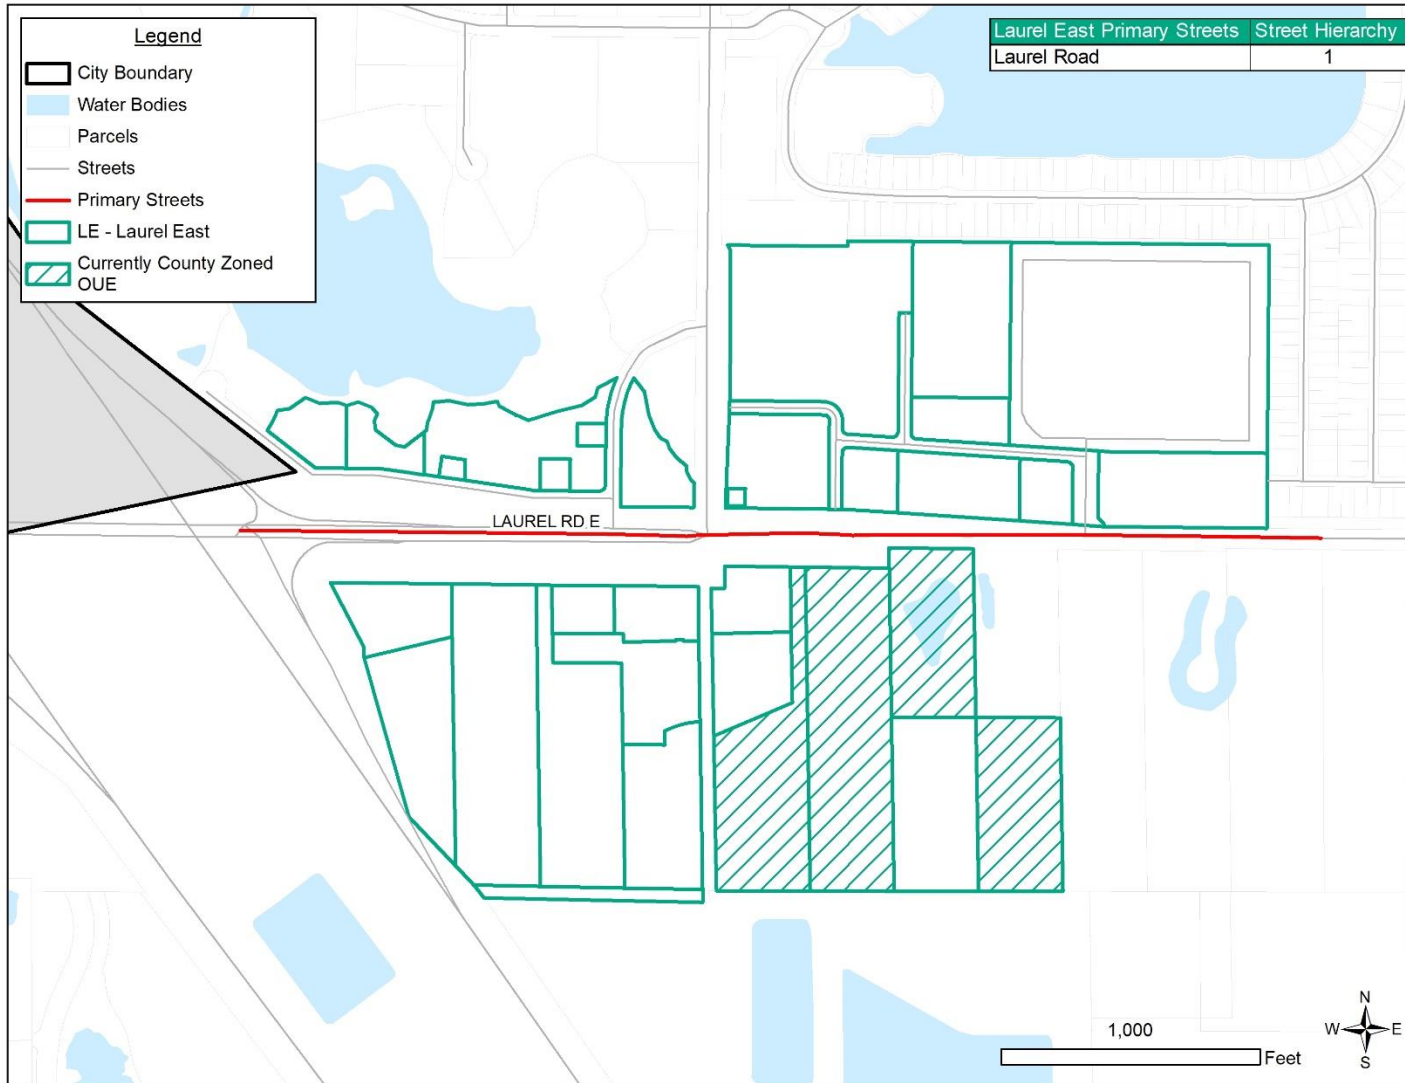 Legend
City Boundary
Water Bodies
Parcels
Streets
Primary Streets
LE - Laurel East
Currently County Zoned
OUE
Laurel East Primary Streets Street Hierarchy
Laurel Road 1
LAUREL RD E
1,000
Feet
N
W E
S